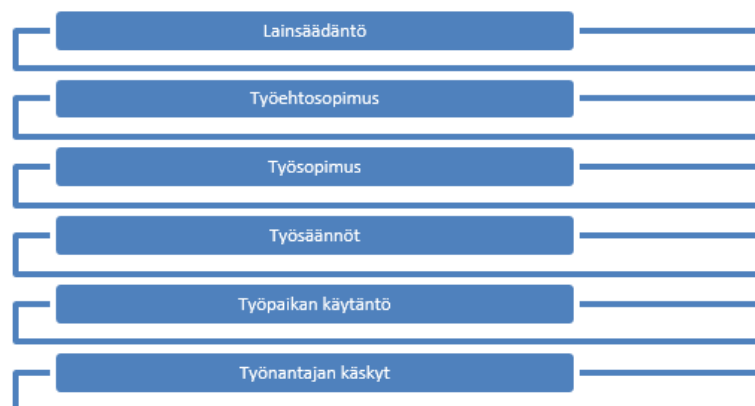 Lainsäädäntö
Työehtosopimus
Työsopimus
Työsäännöt
Työpaikan käytäntö
Työnantajan käskyt